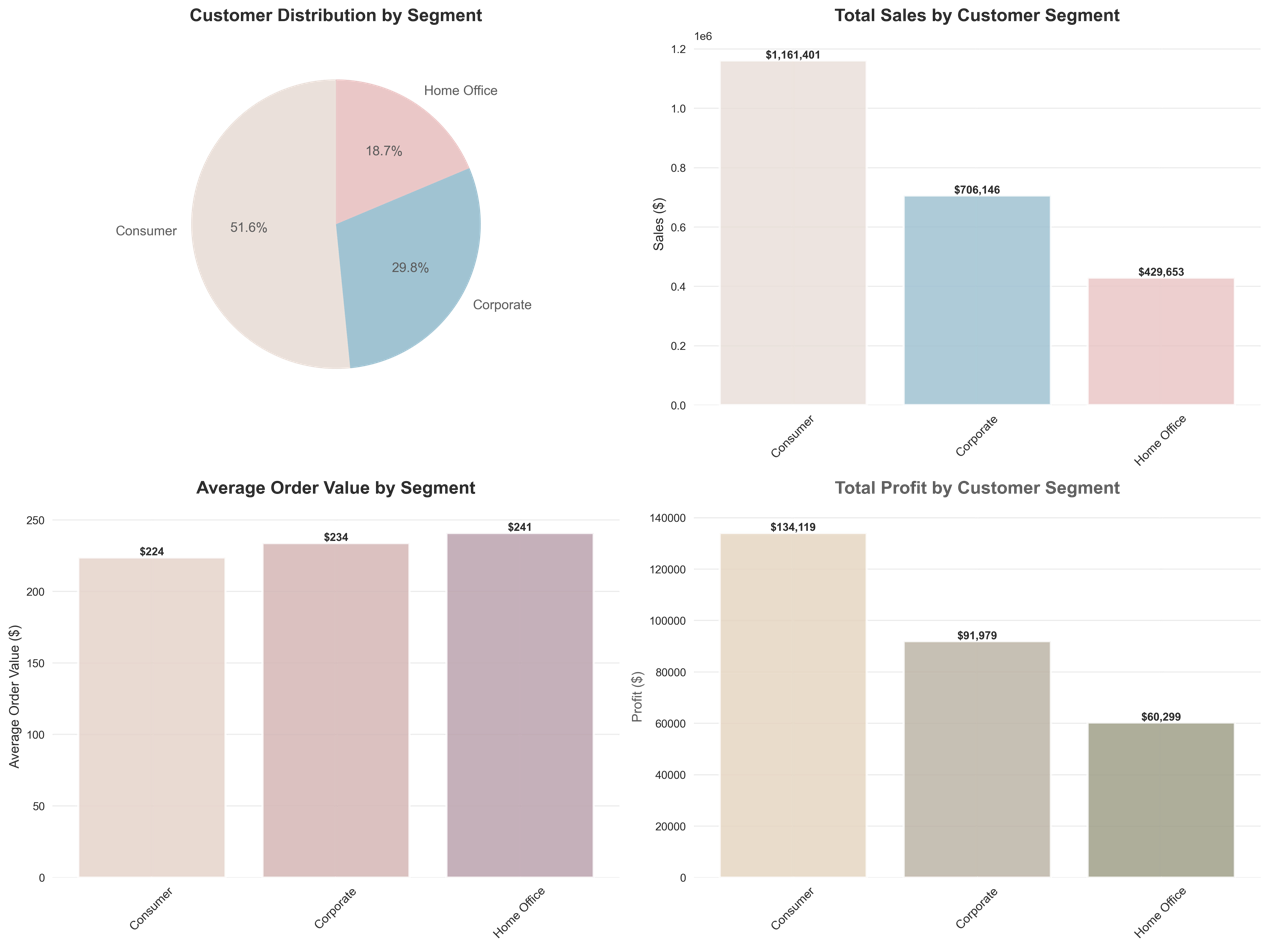 Customer Distribution by Segment
Home Office
18.7%
Consumer
51.6%
29.8%
Corporate
Total Sales by Customer Segment
1e6
1.2
1.0
0.8
0.6
0.4
0.2
0.0
Sales ($)
$1,161,401
$706,146
$429,653
Consumer
Corporate
Home Office
Average Order Value by Segment
250
200
150
100
50
0
Average Order Value ($)
$224
$234
$241
Consumer
Corporate
Home Office
Total Profit by Customer Segment
140000
120000
100000
80000
60000
40000
20000
0
Profit ($)
$134,119
$91,979
$60,299
Consumer
Corporate
Home Office